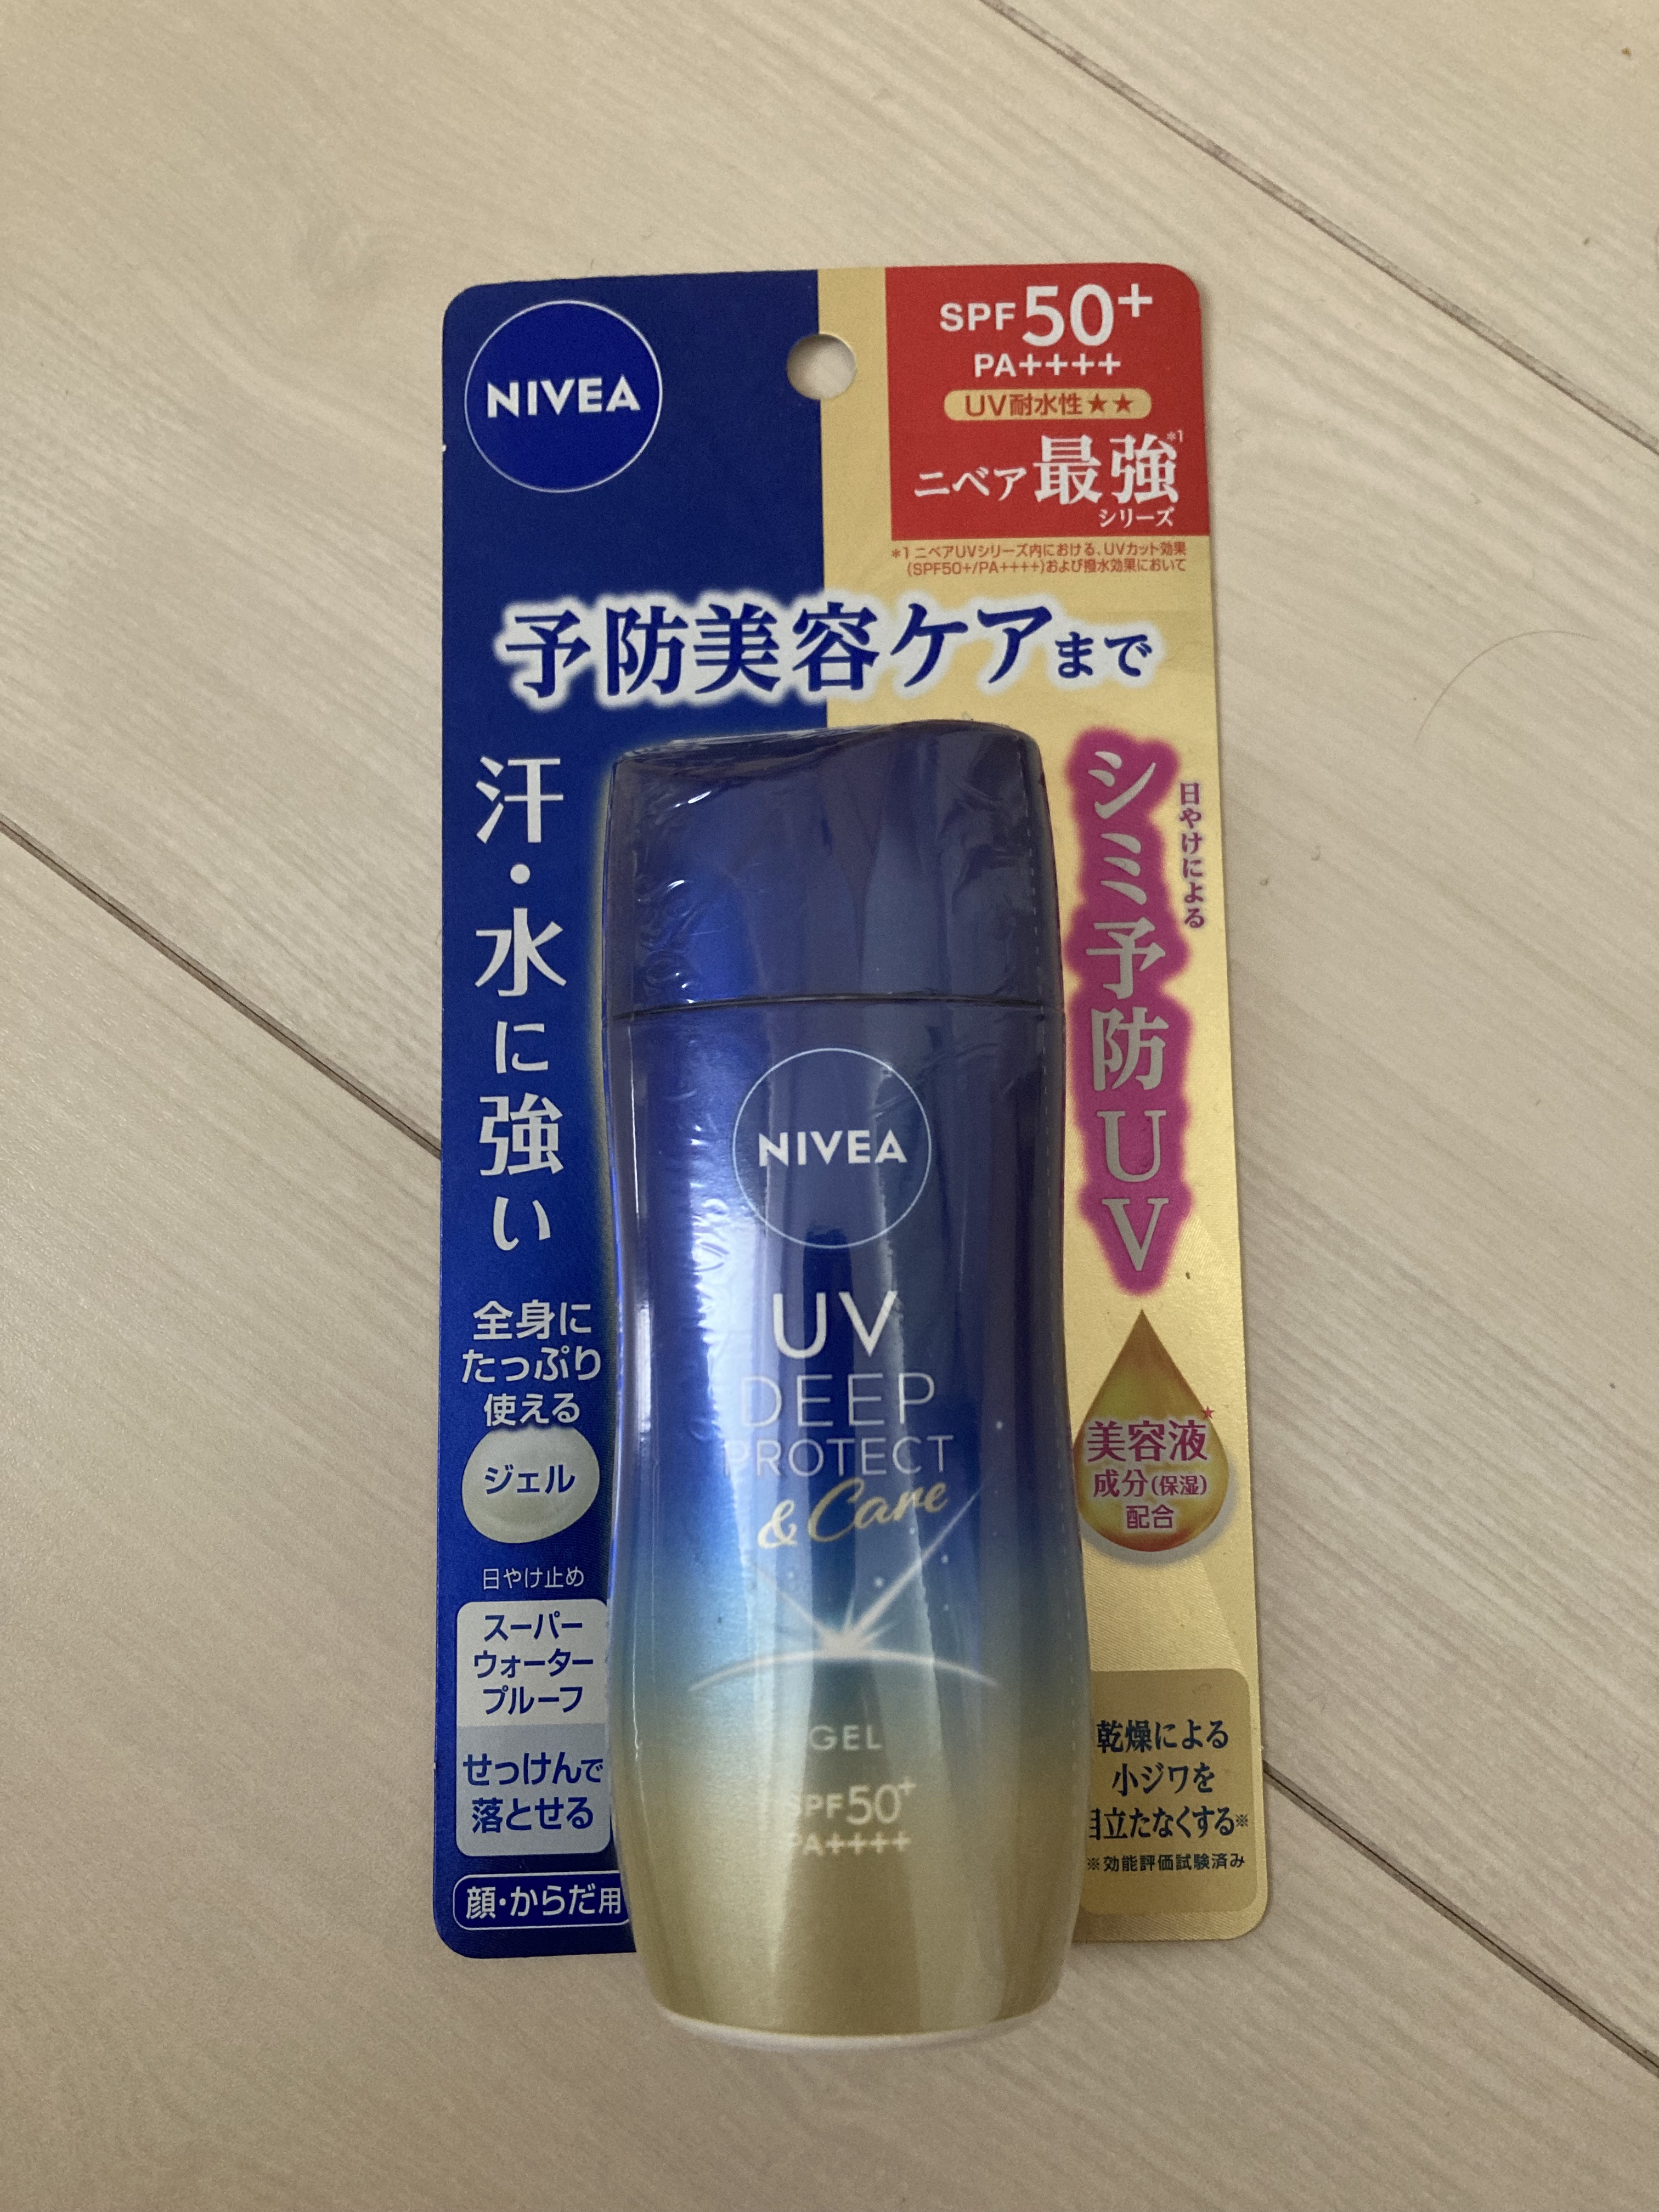 NIVEA
SPF50+
PA++++
UV耐水性★★
ニベア最強*1
シリーズ
*1 ニベアUVシリーズ内における、UVカット効果
(SPF50+/PA++++)および撥水効果において
予防美容ケアまで
汗・水に強い
全身に
たっぷり
使える
ジェル
日やけ止め
スーパー
ウォーター
プルーフ
せっけんで
落とせる
顔・からだ用
NIVEA
UV
DEEP
PROTECT
& Care
GEL
SPF50+
PA++++
日やけによる
シミ予防UV
美容液★
成分(保湿)
配合
乾燥による
小ジワを
目立たなくする※
※効能評価試験済み